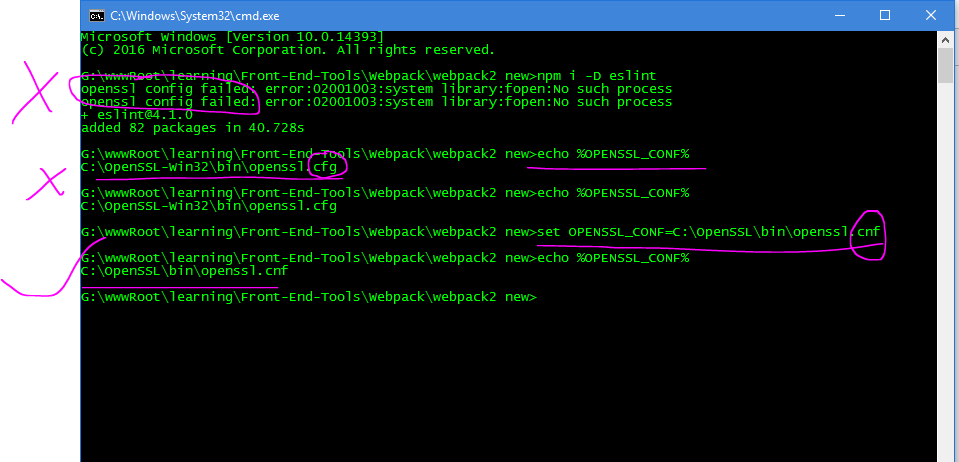 C:\Windows\System32\cmd.exe
Microsoft Windows [Version 10.0.14393]
(c) 2016 Microsoft Corporation. All rights reserved.
G:\wwwRoot\learning\Front-End-Tools\Webpack\webpack2 new>npm i -D eslint
openssl config failed: error:02001003:system library:fopen:No such process
openssl config failed: error:02001003:system library:fopen:No such process
+ eslint@4.1.0
added 82 packages in 40.728s
G:\wwwRoot\learning\Front-End-Tools\Webpack\webpack2 new>echo %OPENSSL_CONF%
C:\OpenSSL-Win32\bin\openssl.cfg
G:\wwwRoot\learning\Front-End-Tools\Webpack\webpack2 new>echo %OPENSSL_CONF%
C:\OpenSSL-Win32\bin\openssl.cfg
G:\wwwRoot\learning\Front-End-Tools\Webpack\webpack2 new>set OPENSSL_CONF=C:\OpenSSL\bin\openssl.cnf
G:\wwwRoot\learning\Front-End-Tools\Webpack\webpack2 new>echo %OPENSSL_CONF%
C:\OpenSSL\bin\openssl.cnf
G:\wwwRoot\learning\Front-End-Tools\Webpack\webpack2 new>